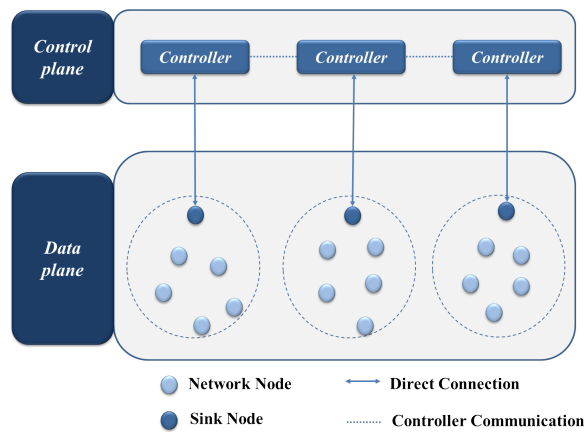 Control
plane
Controller
Controller
Controller
Data
plane
Network Node
Direct Connection
Sink Node
Controller Communication